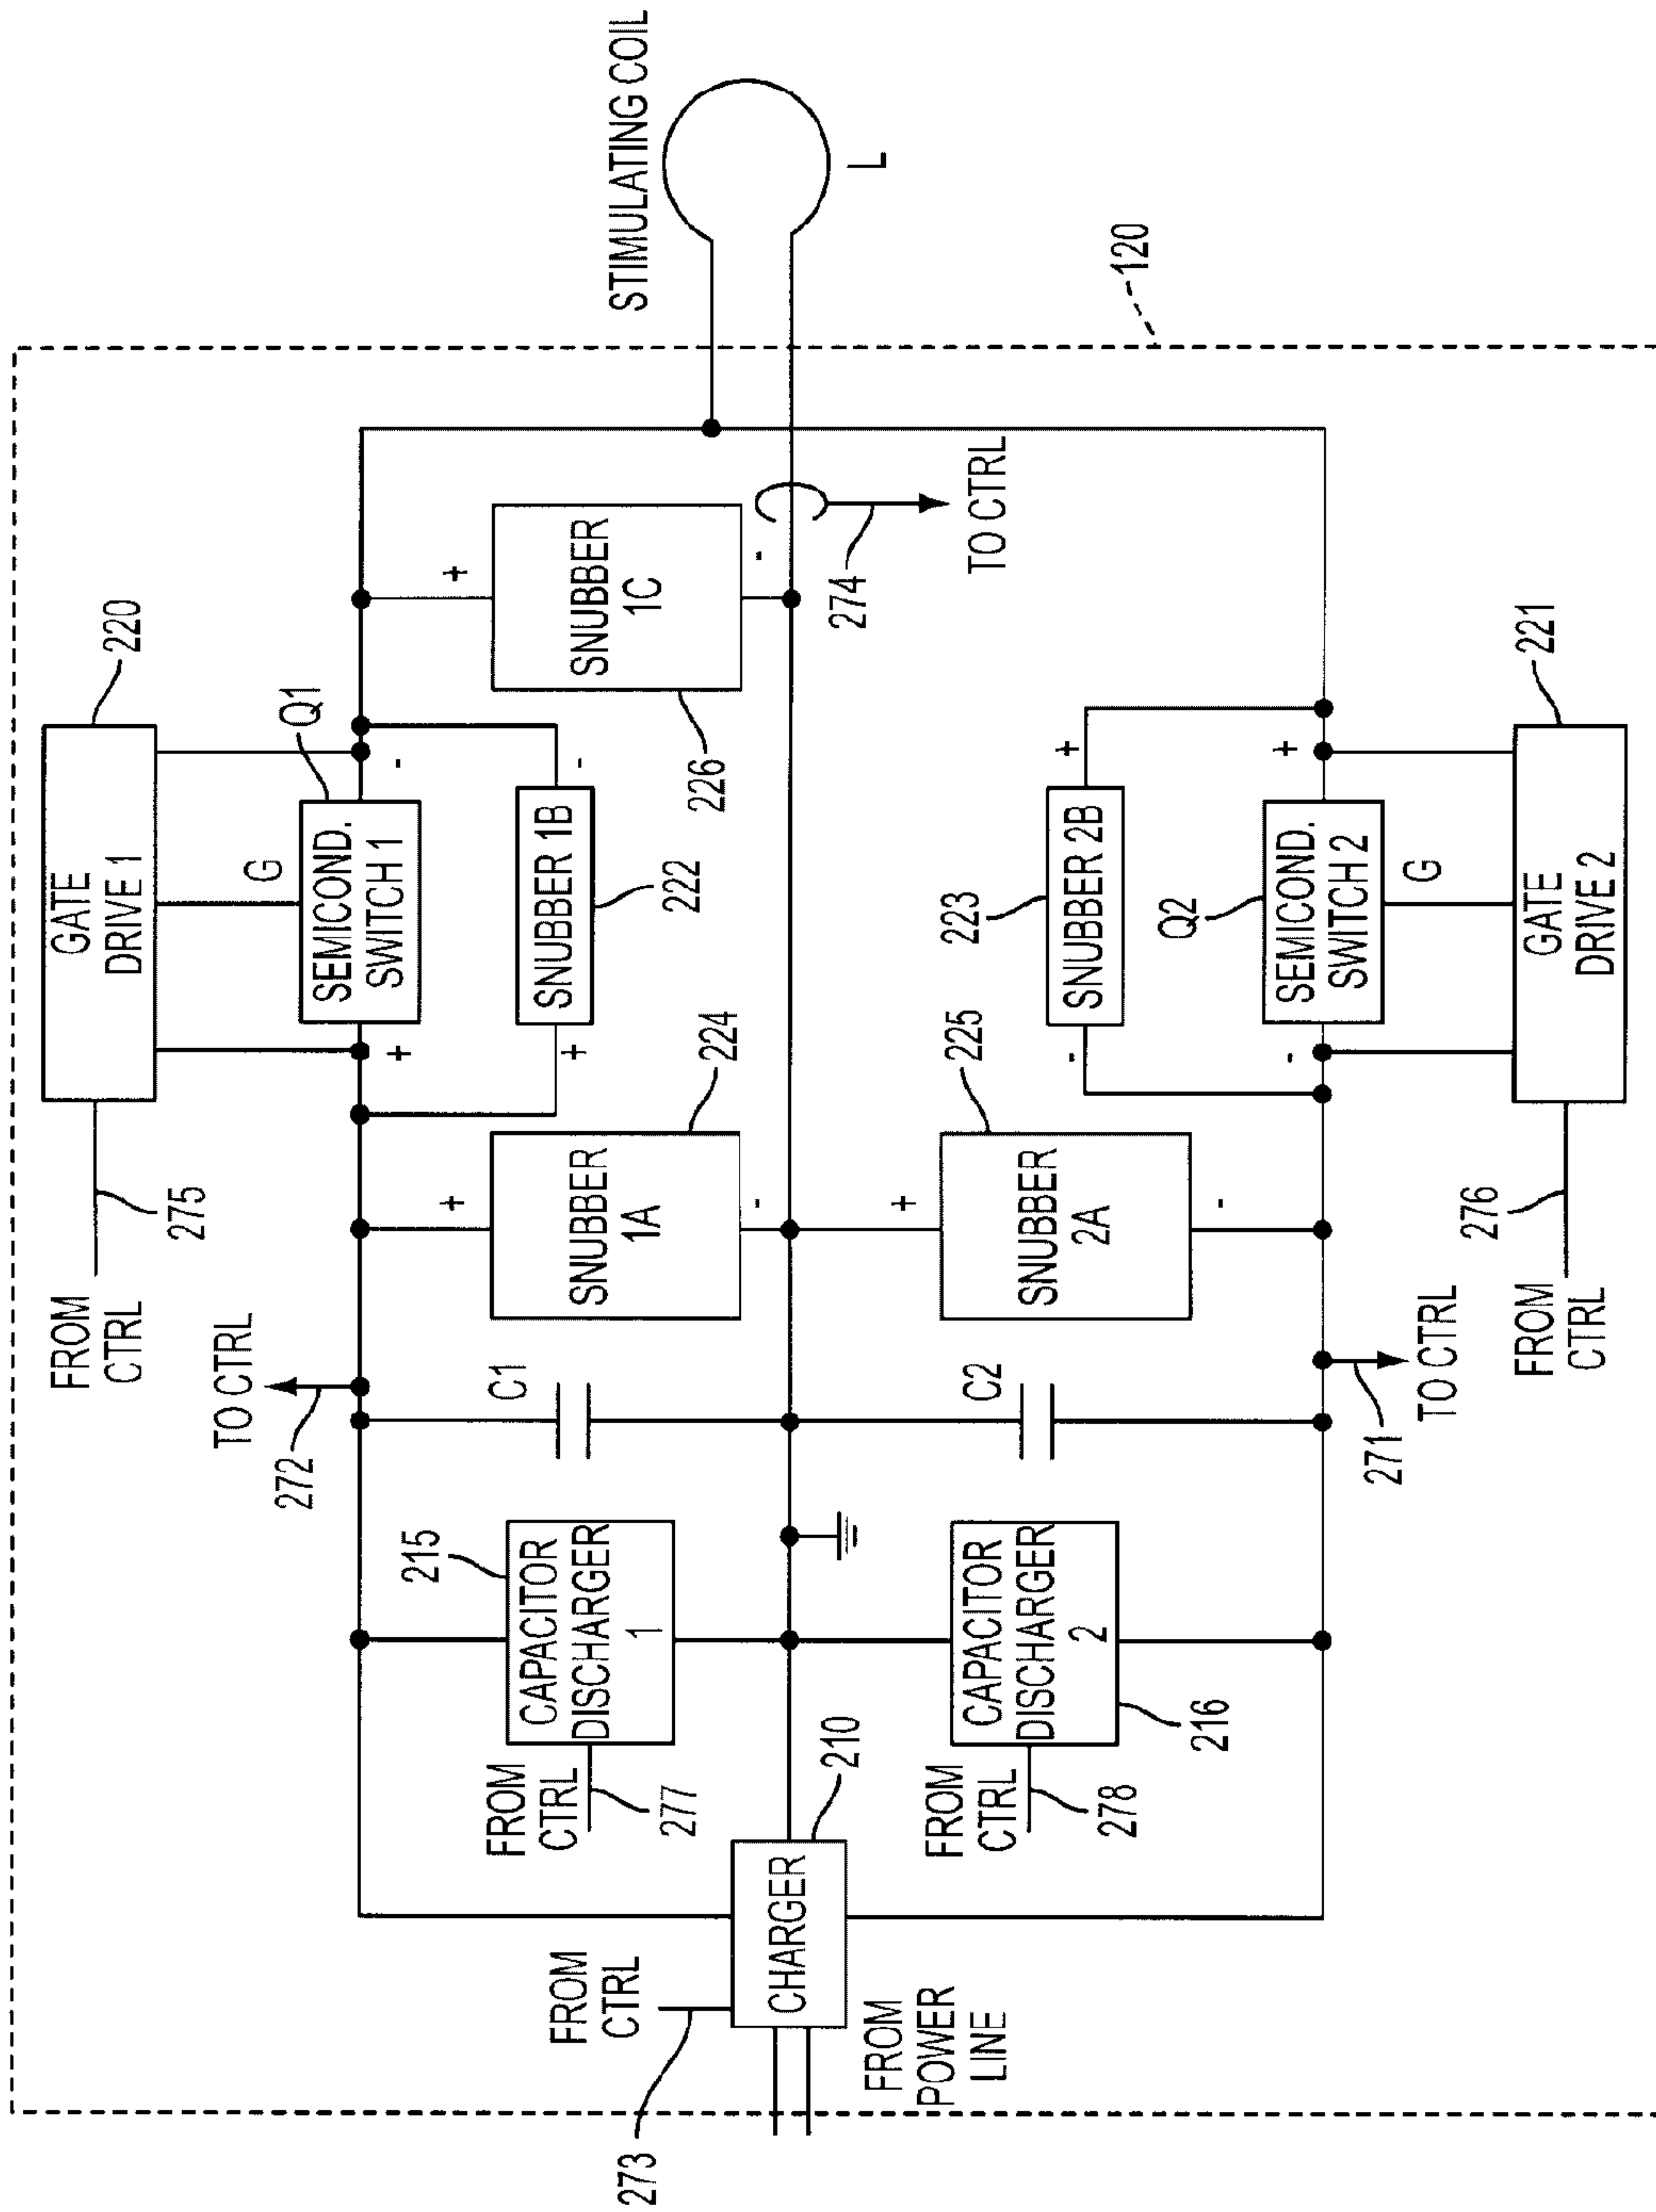 220
GATE
DRIVE 1
FROM
CTRL
275
G
Q1
SEMICOND.
SWITCH 1
+
-
TO CTRL
272
SNUBBER 1B
+
-
222
SNUBBER
1A
+
-
224
SNUBBER
1C
+
-
226
C1
215
CAPACITOR
DISCHARGER
1
FROM
CTRL
277
STIMULATING COIL
L
120
274
TO CTRL
FROM
CTRL
273
CHARGER
210
FROM
POWER
LINE
CAPACITOR
DISCHARGER
2
216
FROM
CTRL
278
C2
SNUBBER
2A
+
-
225
SNUBBER 2B
-
+
223
Q2
SEMICOND.
SWITCH 2
-
+
G
271
TO CTRL
FROM
CTRL
276
GATE
DRIVE 2
221